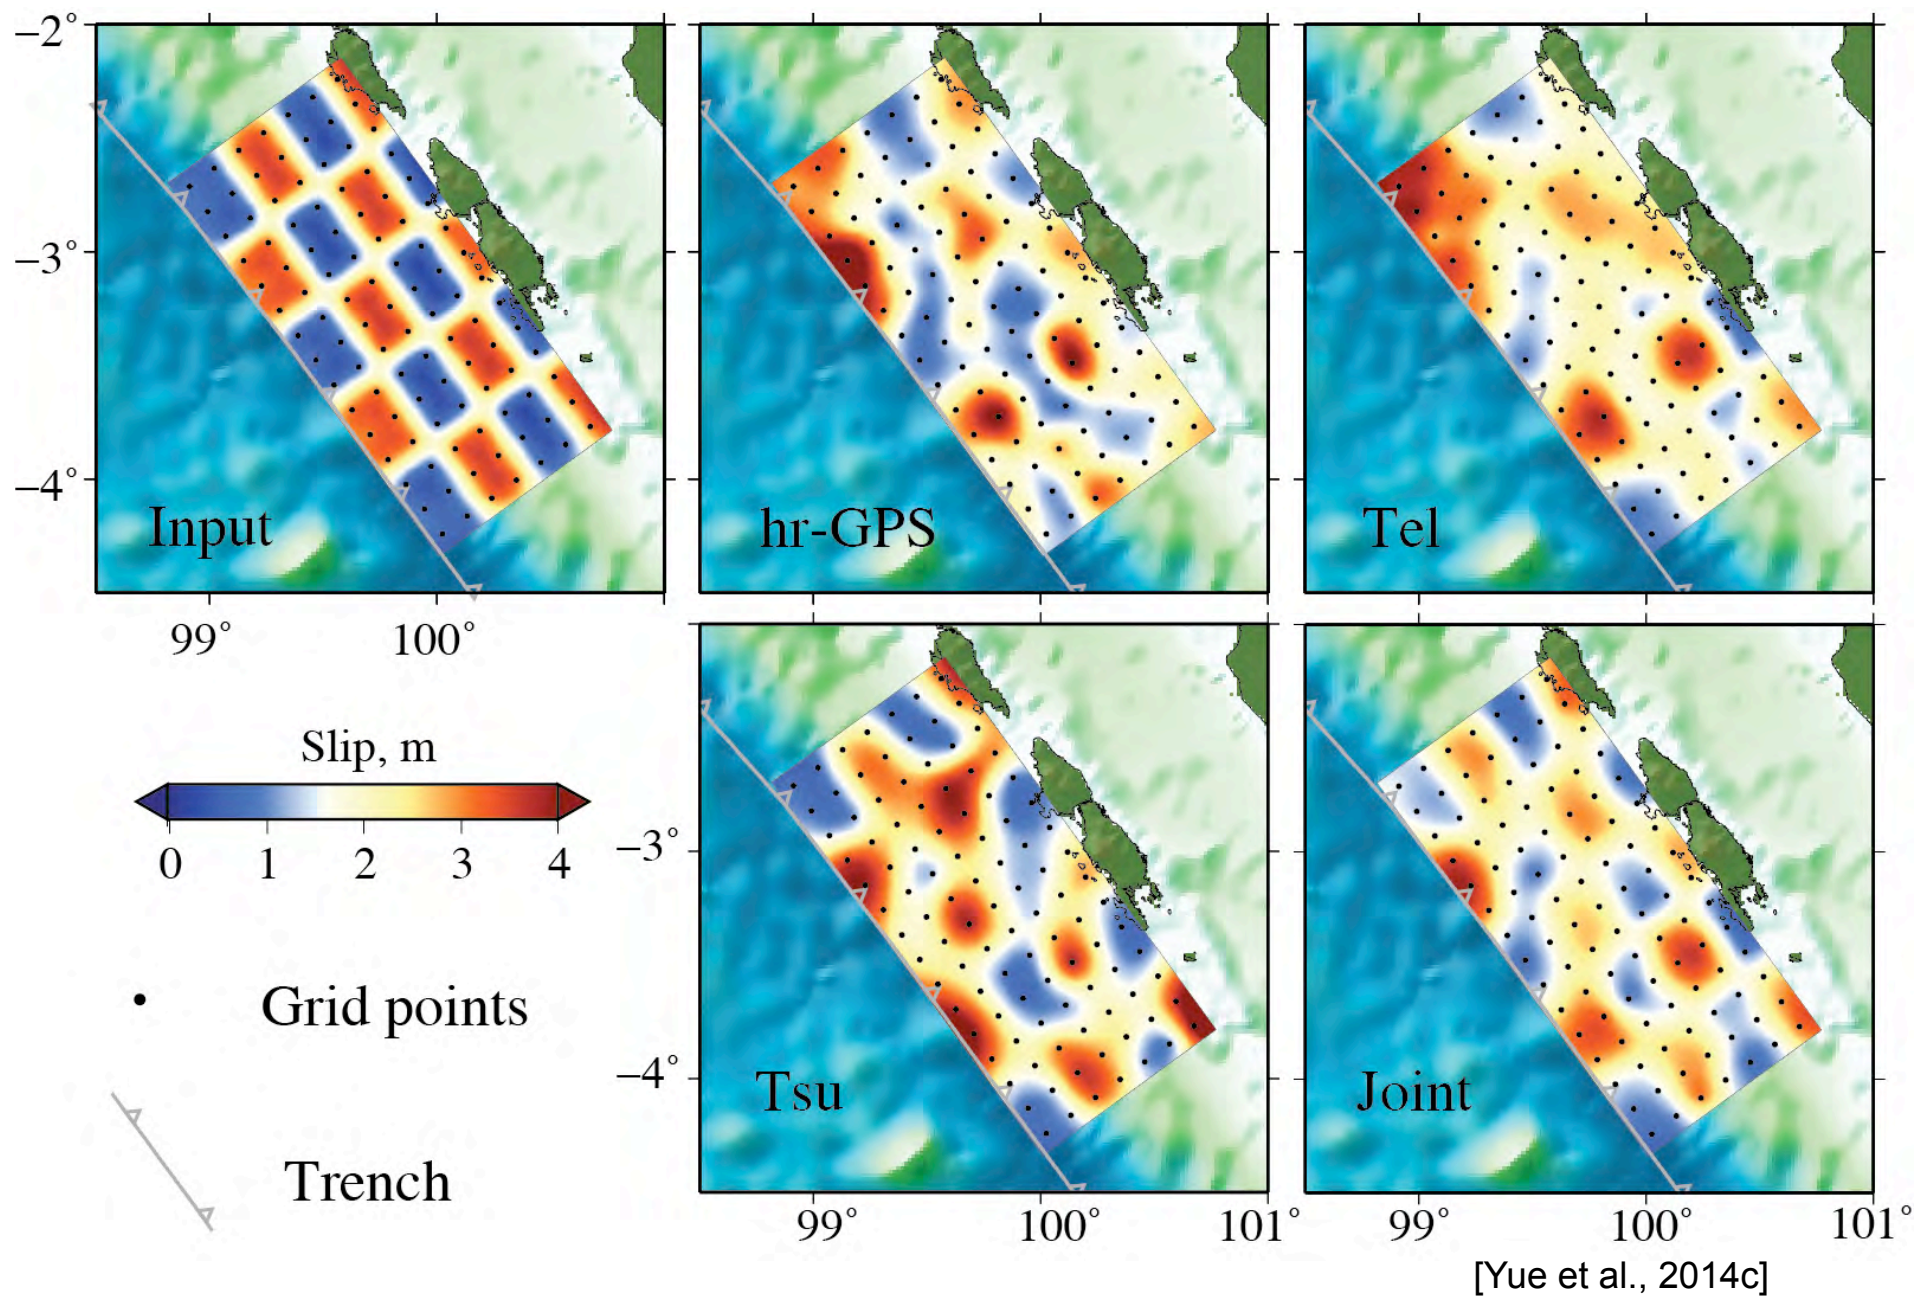 −2°
−3°
−4°
Input
hr-GPS
Tel
99°
100°
Slip, m
0 1 2 3 4
Grid points
Trench
−3°
−4°
Tsu
Joint
99°
100°
101°
99°
100°
101°
[Yue et al., 2014c]